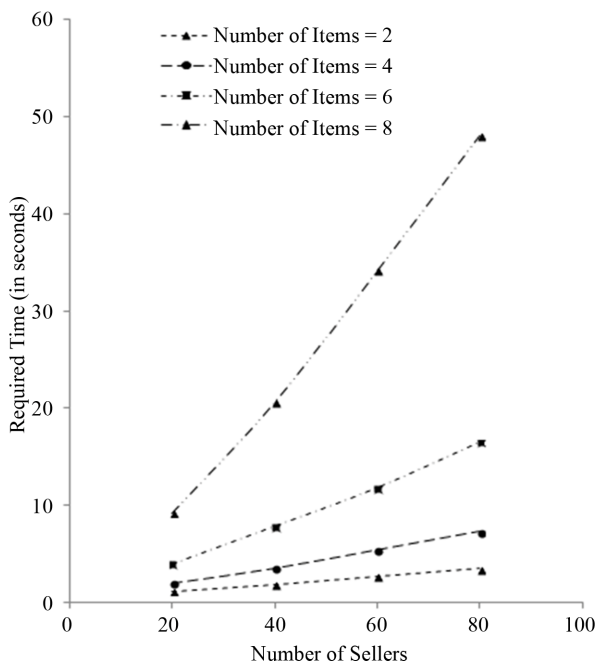 60
50
40
30
20
10
0
Required Time (in seconds)
Number of Items = 2
Number of Items = 4
Number of Items = 6
Number of Items = 8
0 20 40 60 80 100
Number of Sellers